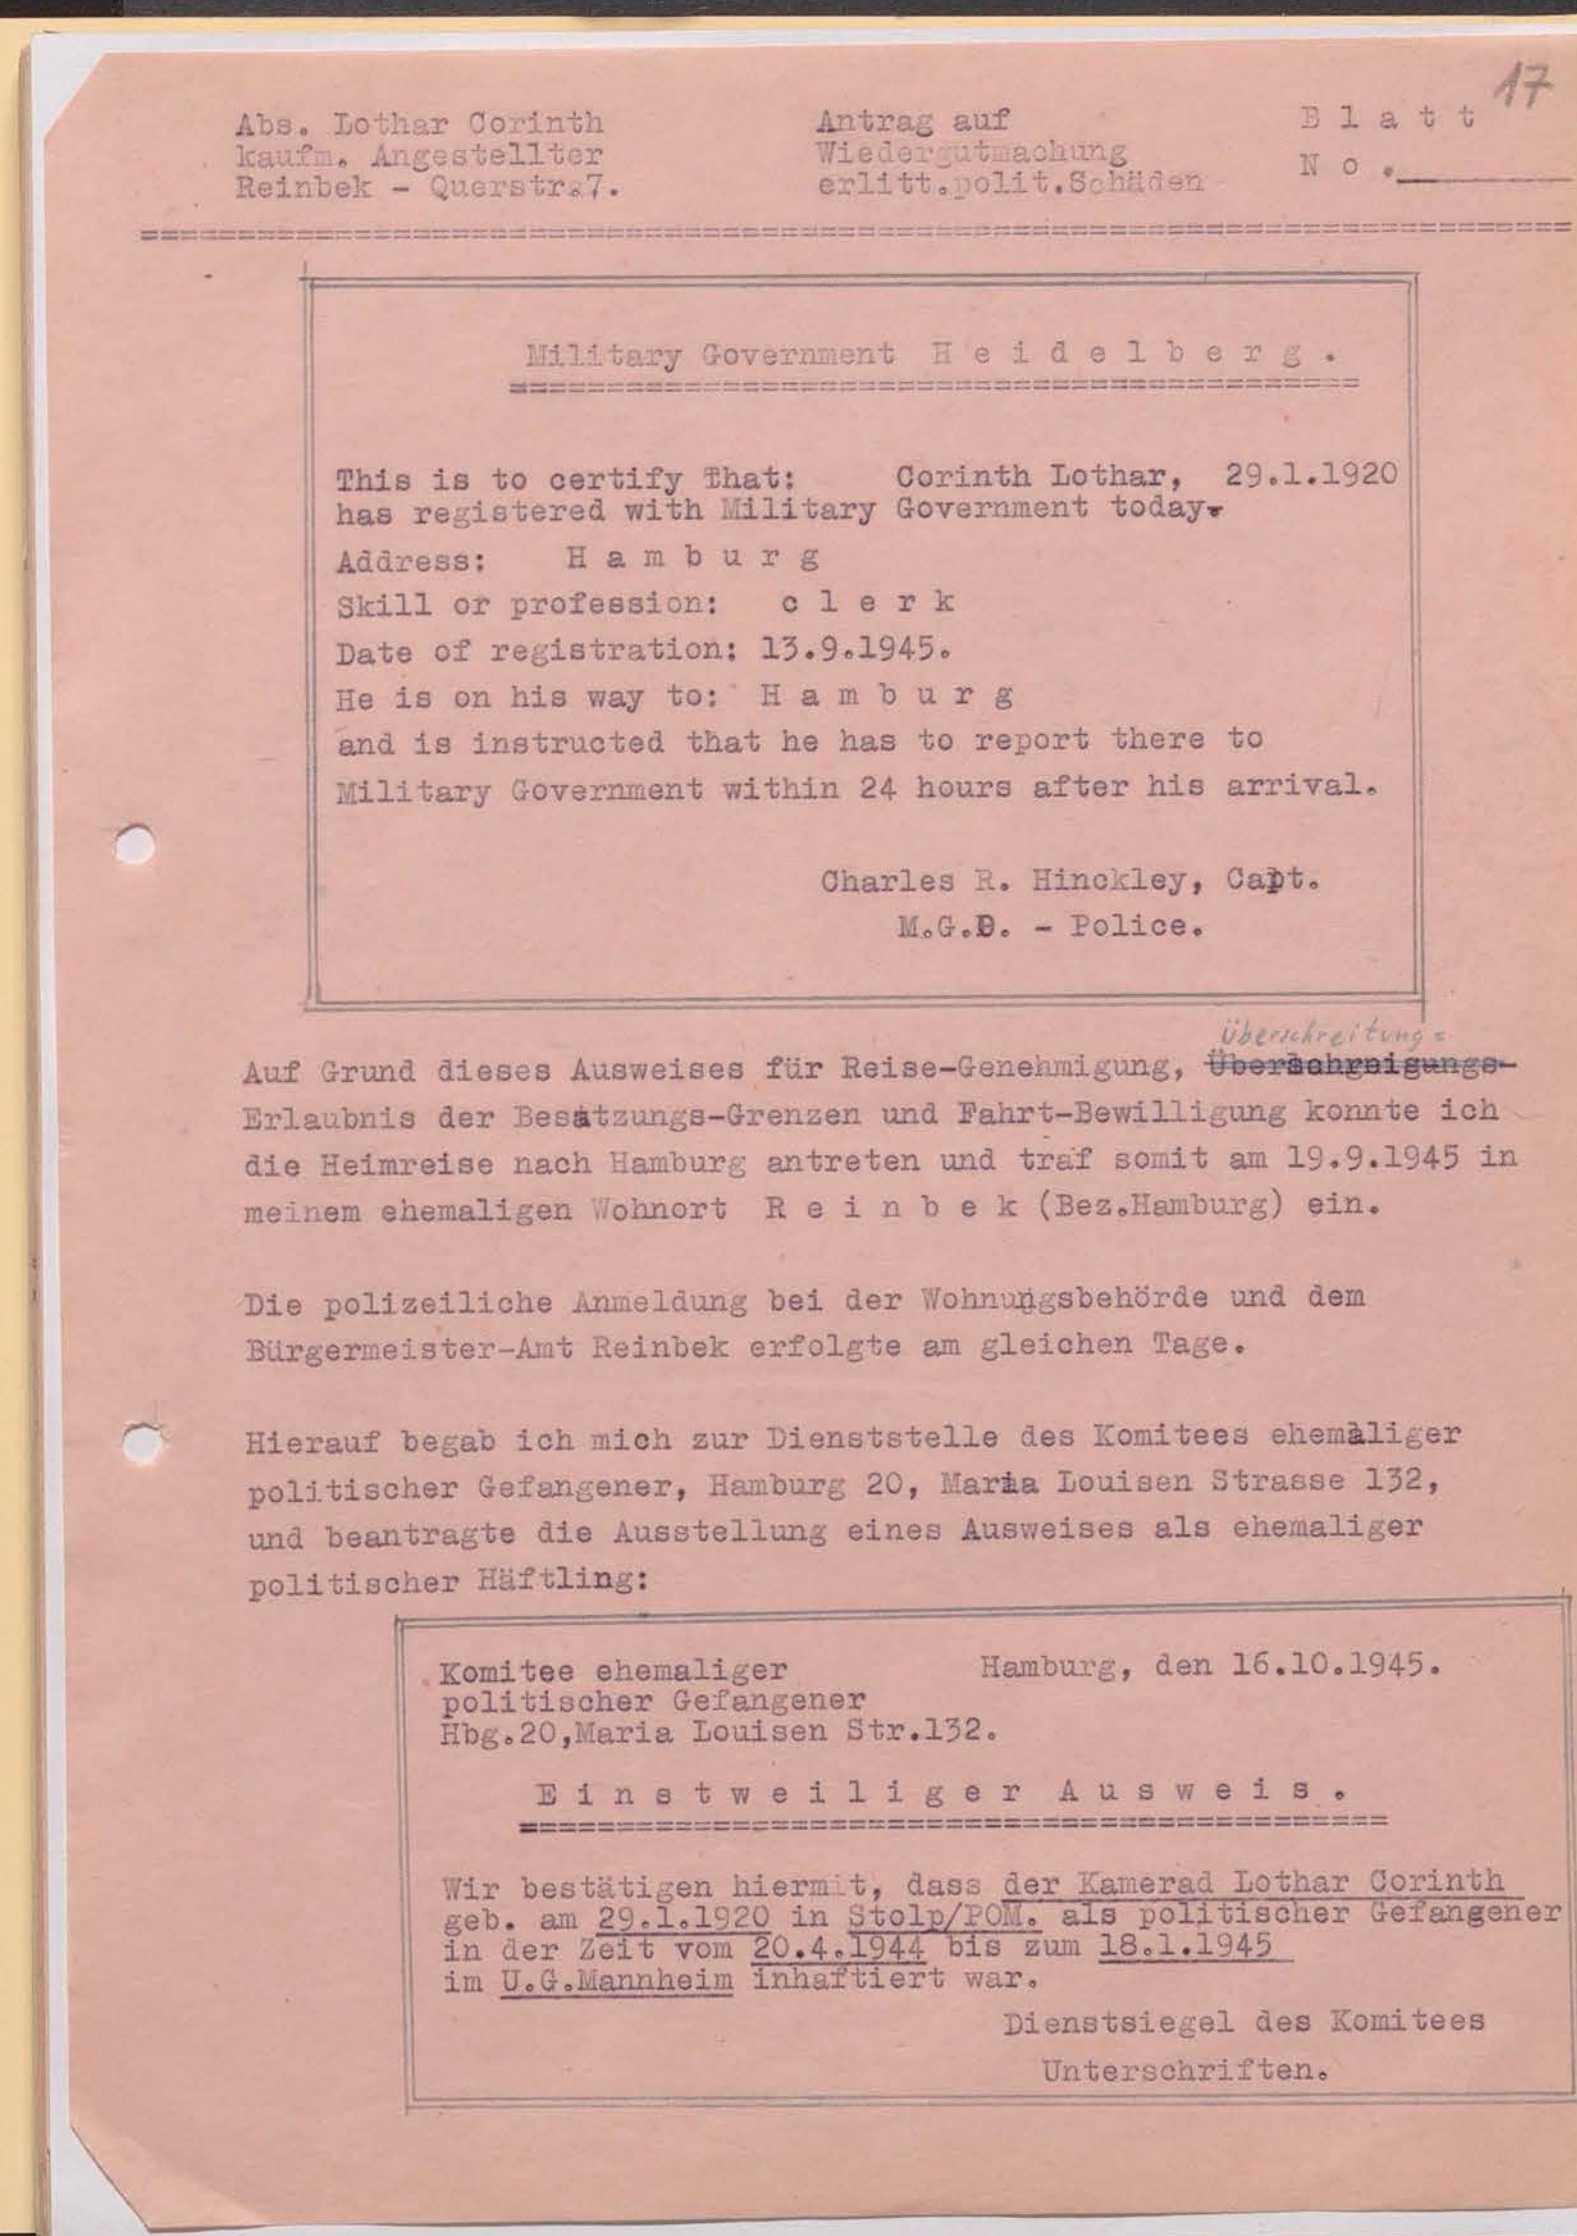 17
Abs. Lothar Corinth
kaufm. Angestellter
Reinbek - Querstr.7.
Antrag auf
Wiedergutmachung
erlitt.polit.Schäden
B l a t t
N o .
Military Government H e i d e l b e r g .
This is to certify that: Corinth Lothar, 29.1.1920
has registered with Military Government today.
Address: H a m b u r g
Skill or profession: c l e r k
Date of registration: 13.9.1945.
He is on his way to: H a m b u r g
and is instructed that he has to report there to
Military Government within 24 hours after his arrival.
Charles R. Hinckley, Capt.
M.G.O. - Police.
Überschreitung=
Auf Grund dieses Ausweises für Reise-Genehmigung,
Erlaubnis der Besatzungs-Grenzen und Fahrt-Bewilligung konnte ich
die Heimreise nach Hamburg antreten und traf somit am 19.9.1945 in
meinem ehemaligen Wohnort R e i n b e k (Bez.Hamburg) ein.
Die polizeiliche Anmeldung bei der Wohnungsbehörde und dem
Bürgermeister-Amt Reinbek erfolgte am gleichen Tage.
Hierauf begab ich mich zur Dienststelle des Komitees ehemaliger
politischer Gefangener, Hamburg 20, Maria Louisen Strasse 132,
und beantragte die Ausstellung eines Ausweises als ehemaliger
politischer Häftling:
Komitee ehemaliger Hamburg, den 16.10.1945.
politischer Gefangener
Hbg.20,Maria Louisen Str.132.
E i n s t w e i l i g e r A u s w e i s .
Wir bestätigen hiermit, dass der Kamerad Lothar Corinth
geb. am 29.1.1920 in Stolp/POM. als politischer Gefangener
in der Zeit vom 20.4.1944 bis zum 18.1.1945
im U.G.Mannheim inhaftiert war.
Dienstsiegel des Komitees
Unterschriften.